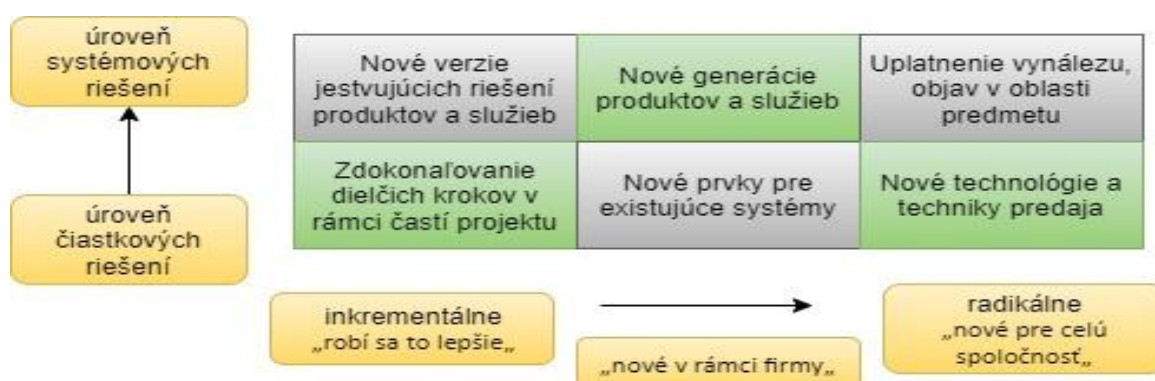 úroveň
systémových
riešení
Nové verzie
jestvujúcich riešení
produktov a služieb
Nové generácie
produktov a služieb
Uplatnenie vynálezu,
objav v oblasti
predmetu
úroveň
čiastkových
riešení
Zdokonaľovanie
dielčich krokov v
rámci častí projektu
Nové prvky pre
existujúce systémy
Nové technológie a
techniky predaja
inkrementálne
„robí sa to lepšie„
„nové v rámci firmy„
radikálne
„nové pre celú
spoločnosť„